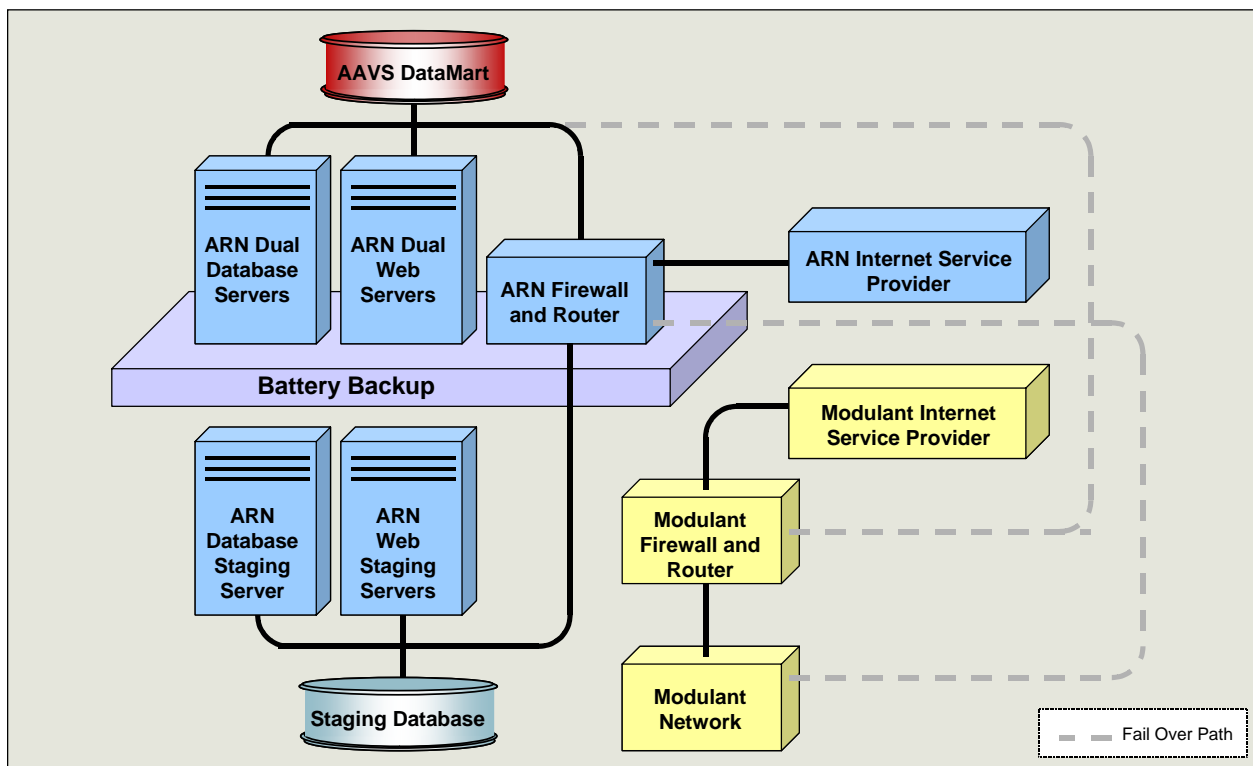 AAVS DataMart
ARN Dual
Database
Servers
ARN Dual
Web
Servers
ARN Firewall
and Router
ARN Internet Service
Provider
Battery Backup
Modulant Internet
Service Provider
ARN
Database
Staging
Server
ARN
Web
Staging
Servers
Modulant
Firewall and
Router
Modulant
Network
Staging Database
Fail Over Path